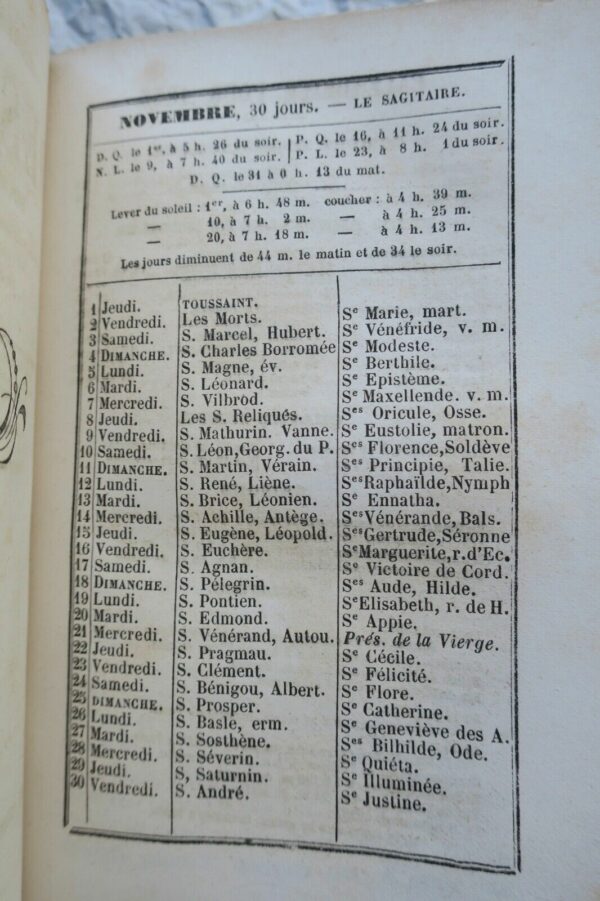 NOVEMBRE, 30 jours. — LE SAGITAIRE.
D. Q. le 1er, à 5 h. 26 du soir. P. Q. le 16, à 11 h. 24 du soir.
N. L. le 9, à 7 h. 40 du soir. P. L. le 23, à 8 h. 1 du soir.
D. Q. le 31 à 0 h. 13 du mat.
Lever du soleil : 1er, à 6 h. 48 m. coucher : à 4 h. 39 m.
— 10, à 7 h. 2 m. — à 4 h. 25 m.
— 20, à 7 h. 18 m. — à 4 h. 13 m.
Les jours diminuent de 44 m. le matin et de 34 le soir.
1 Jeudi. TOUSSAINT.
2 Vendredi. Les Morts. Se Marie, mart.
3 Samedi. S. Marcel, Hubert. Se Vénéfride, v. m.
4 DIMANCHE. S. Charles Borromée Se Modeste.
5 Lundi. S. Magne, év. Se Berthile.
6 Mardi. S. Léonard. Se Epistème.
7 Mercredi. S. Vilbrod. Se Maxellende. v. m.
8 Jeudi. Les S. Reliqués. Ses Oricule, Osse.
9 Vendredi. S. Mathurin. Vanne. Se Eustolie, matron.
10 Samedi. S. Léon, Georg. du P. Ses Florence, Soldève
11 DIMANCHE. S. Martin, Vérain. Ses Principie, Talie.
12 Lundi. S. René, Liène. Ses Raphaïlde, Nymph
13 Mardi. S. Brice, Léonien. Se Ennatha.
14 Mercredi. S. Achille, Antège. Ses Vénérande, Bals.
15 Jeudi. S. Eugène, Léopold. Ses Gertrude, Séronne
16 Vendredi. S. Euchère. Se Marguerite, r. d'Ec.
17 Samedi. S. Agnan. Se Victoire de Cord.
18 DIMANCHE. S. Pélegrin. Ses Aude, Hilde.
19 Lundi. S. Pontien. Se Elisabeth, r. de H.
20 Mardi. S. Edmond. Se Appie.
21 Mercredi. S. Vénérand, Autou. Prés. de la Vierge.
22 Jeudi. S. Pragmau. Se Cécile.
23 Vendredi. S. Clément. Se Félicité.
24 Samedi. S. Bénigou, Albert. Se Flore.
25 DIMANCHE. S. Prosper. Se Catherine.
26 Lundi. S. Basle, erm. Se Geneviève des A.
27 Mardi. S. Sosthène. Ses Bilhilde, Ode.
28 Mercredi. S. Séverin. Se Quiéta.
29 Jeudi. S, Saturnin. Se Illuminée.
30 Vendredi. S. André. Se Justine.